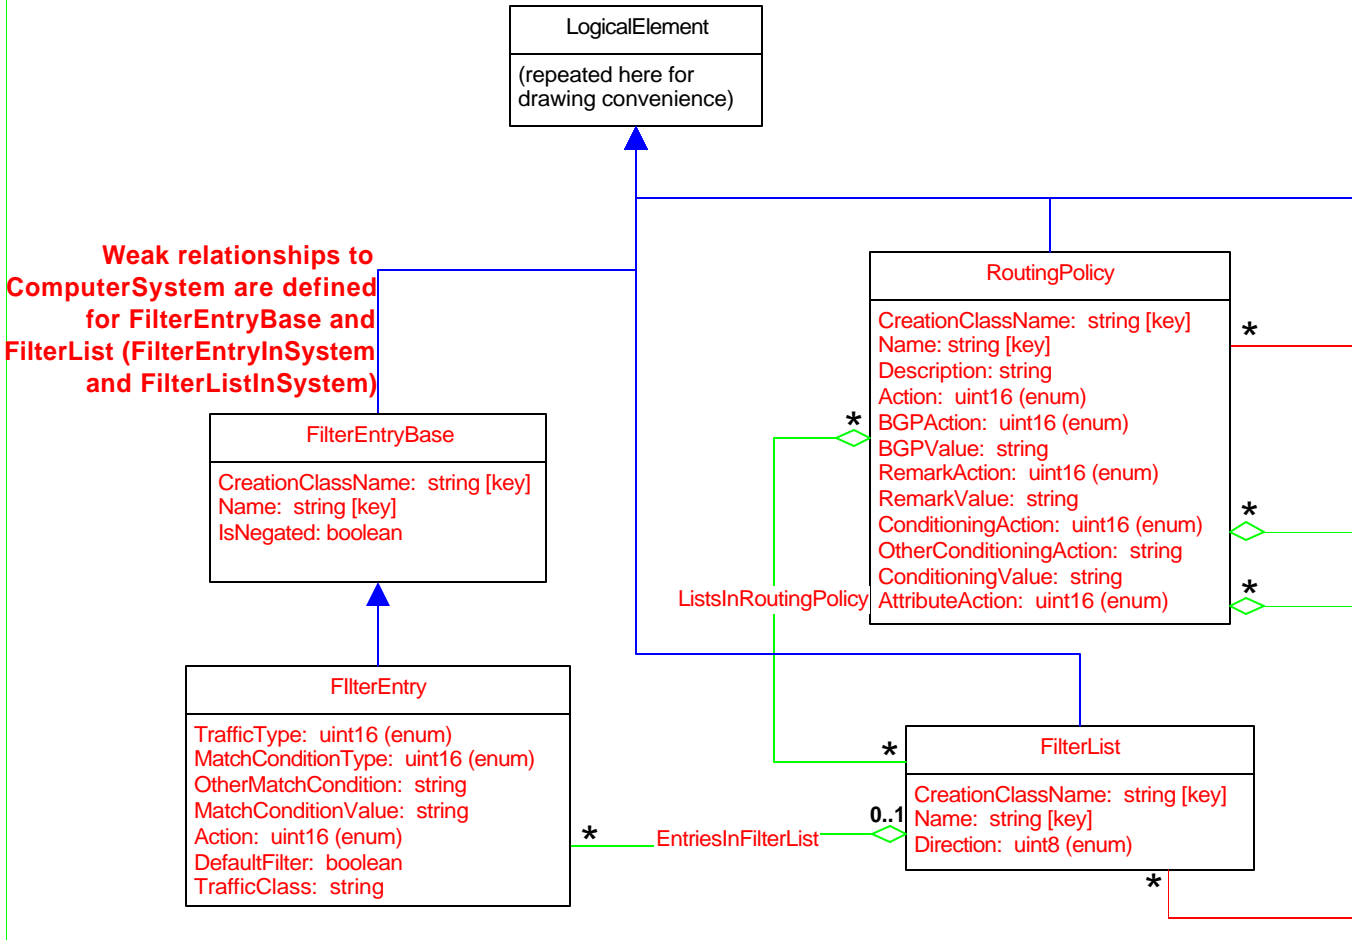 LogicalElement
(repeated here for
drawing convenience)
Weak relationships to
ComputerSystem are defined
for FilterEntryBase and
FilterList (FilterEntryInSystem
and FilterListInSystem)
RoutingPolicy
CreationClassName: string [key]
Name: string [key]
Description: string
Action: uint16 (enum)
BGPAction: uint16 (enum)
BGPValue: string
RemarkAction: uint16 (enum)
RemarkValue: string
ConditioningAction: uint16 (enum)
OtherConditioningAction: string
ConditioningValue: string
AttributeAction: uint16 (enum)
*
*
*
*
FilterEntryBase
CreationClassName: string [key]
Name: string [key]
IsNegated: boolean
ListsInRoutingPolicy
FIlterEntry
TrafficType: uint16 (enum)
MatchConditionType: uint16 (enum)
OtherMatchCondition: string
MatchConditionValue: string
Action: uint16 (enum)
DefaultFilter: boolean
TrafficClass: string
*
EntriesInFilterList
0..1
*
FilterList
CreationClassName: string [key]
Name: string [key]
Direction: uint8 (enum)
*